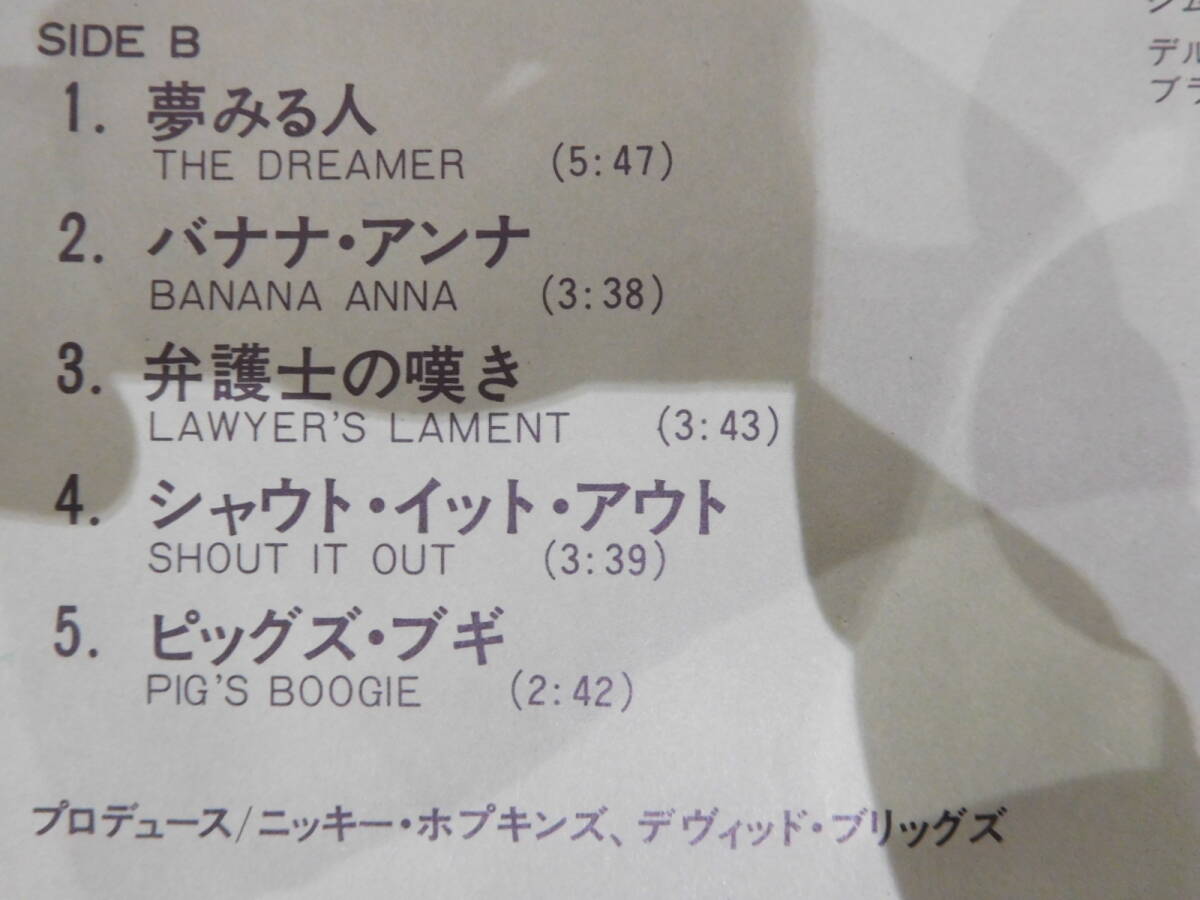 SIDE B
1. 夢みる人
THE DREAMER (5:47)
2. バナナ・アンナ
BANANA ANNA (3:38)
3. 弁護士の嘆き
LAWYER'S LAMENT (3:43)
4. シャウト・イット・アウト
SHOUT IT OUT (3:39)
5. ピッグズ・ブギ
PIG'S BOOGIE (2:42)
プロデュース/ニッキー・ホプキンズ、デヴィッド・ブリッグズ
デル
ブラ